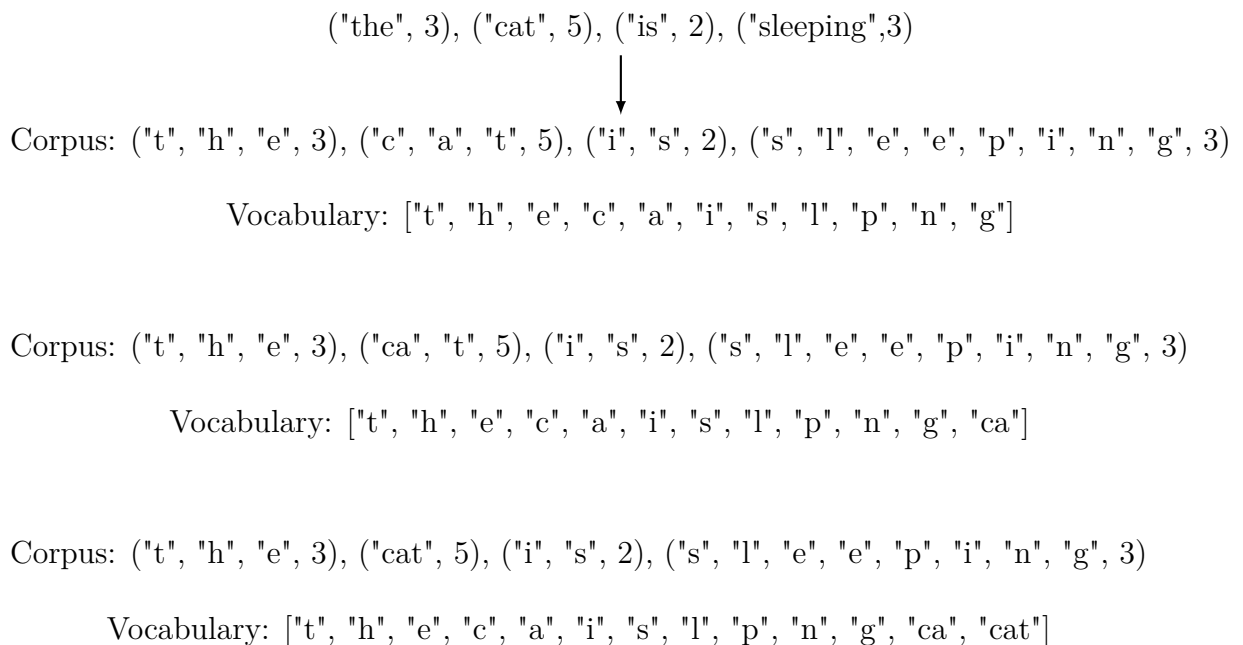 ("the", 3), ("cat", 5), ("is", 2), ("sleeping",3)
Corpus: ("t", "h", "e", 3), ("c", "a", "t", 5), ("i", "s", 2), ("s", "l", "e", "e", "p", "i", "n", "g", 3)
Vocabulary: ["t", "h", "e", "c", "a", "i", "s", "l", "p", "n", "g"]
Corpus: ("t", "h", "e", 3), ("ca", "t", 5), ("i", "s", 2), ("s", "l", "e", "e", "p", "i", "n", "g", 3)
Vocabulary: ["t", "h", "e", "c", "a", "i", "s", "l", "p", "n", "g", "ca"]
Corpus: ("t", "h", "e", 3), ("cat", 5), ("i", "s", 2), ("s", "l", "e", "e", "p", "i", "n", "g", 3)
Vocabulary: ["t", "h", "e", "c", "a", "i", "s", "l", "p", "n", "g", "ca", "cat"]